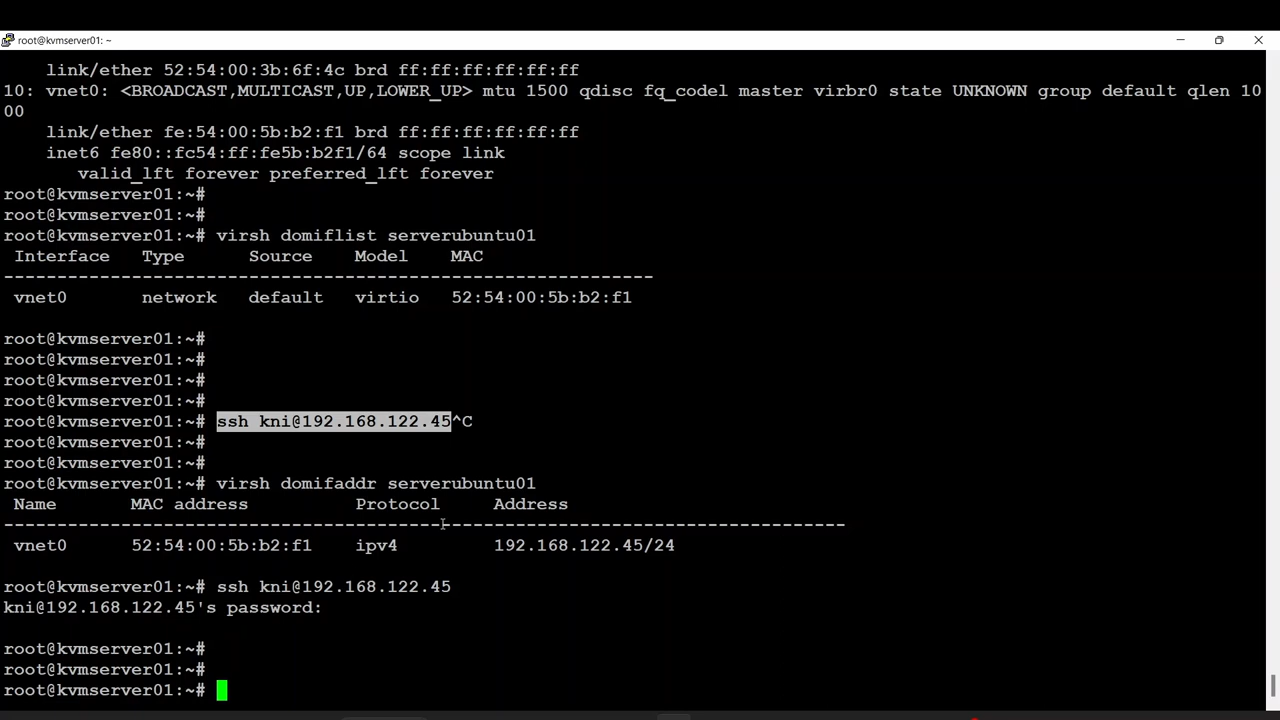 root@kvmserver01: ~
    link/ether 52:54:00:3b:6f:4c brd ff:ff:ff:ff:ff:ff
10: vnet0: <BROADCAST,MULTICAST,UP,LOWER_UP> mtu 1500 qdisc fq_codel master virbr0 state UNKNOWN group default qlen 10
00
    link/ether fe:54:00:5b:b2:f1 brd ff:ff:ff:ff:ff:ff
    inet6 fe80::fc54:ff:fe5b:b2f1/64 scope link
       valid_lft forever preferred_lft forever
root@kvmserver01:~#
root@kvmserver01:~#
root@kvmserver01:~# virsh domiflist serverubuntu01
 Interface   Type      Source    Model    MAC
-------------------------------------------------------------
 vnet0       network   default   virtio   52:54:00:5b:b2:f1

root@kvmserver01:~#
root@kvmserver01:~#
root@kvmserver01:~#
root@kvmserver01:~#
root@kvmserver01:~# ssh kni@192.168.122.45^C
root@kvmserver01:~#
root@kvmserver01:~#
root@kvmserver01:~# virsh domifaddr serverubuntu01
 Name       MAC address          Protocol     Address
-------------------------------------------------------------------------------
 vnet0      52:54:00:5b:b2:f1    ipv4         192.168.122.45/24

root@kvmserver01:~# ssh kni@192.168.122.45
kni@192.168.122.45's password:

root@kvmserver01:~#
root@kvmserver01:~#
root@kvmserver01:~#